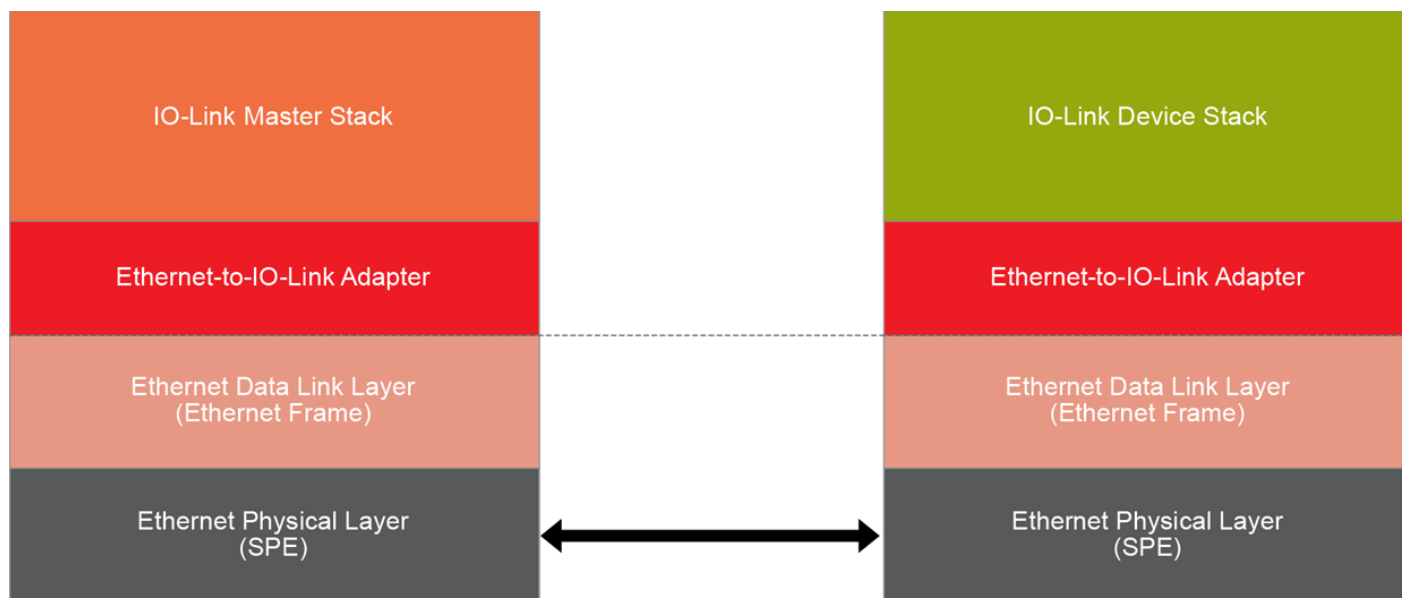 IO-Link Master Stack
IO-Link Device Stack
Ethernet-to-IO-Link Adapter
Ethernet-to-IO-Link Adapter
Ethernet Data Link Layer
(Ethernet Frame)
Ethernet Data Link Layer
(Ethernet Frame)
Ethernet Physical Layer
(SPE)
Ethernet Physical Layer
(SPE)